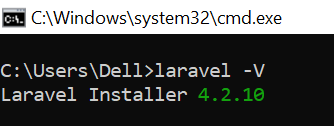 C:\Windows\system32\cmd.exe
C:\Users\Dell>laravel -V
Laravel Installer 4.2.10